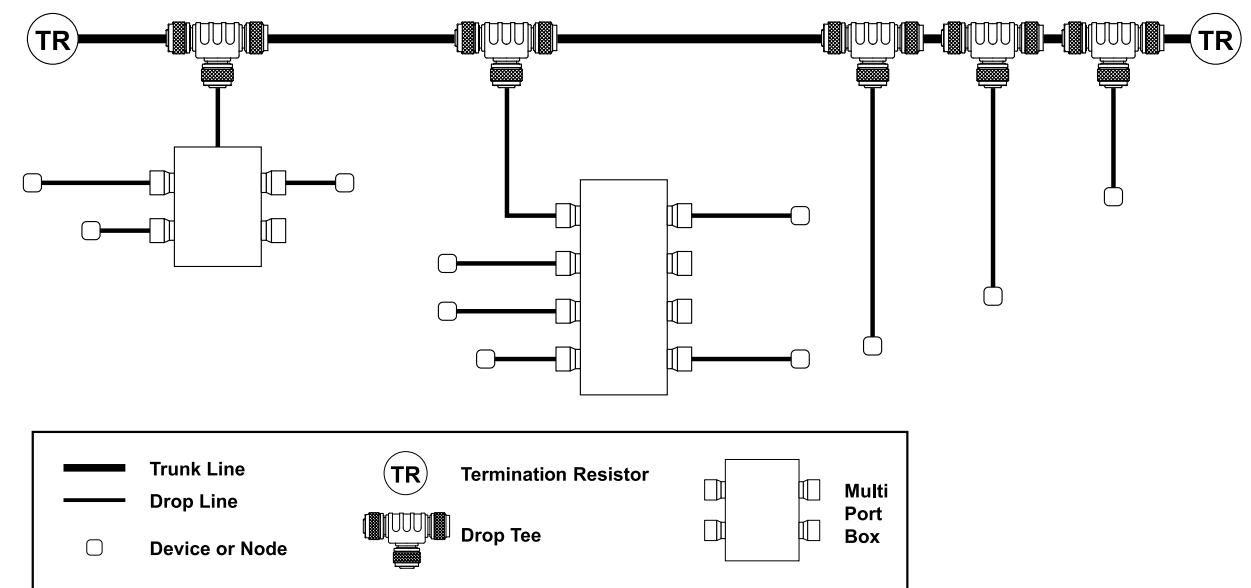 TR
TR
Trunk Line
Drop Line
Device or Node
TR
Termination Resistor
Drop Tee
Multi
Port
Box